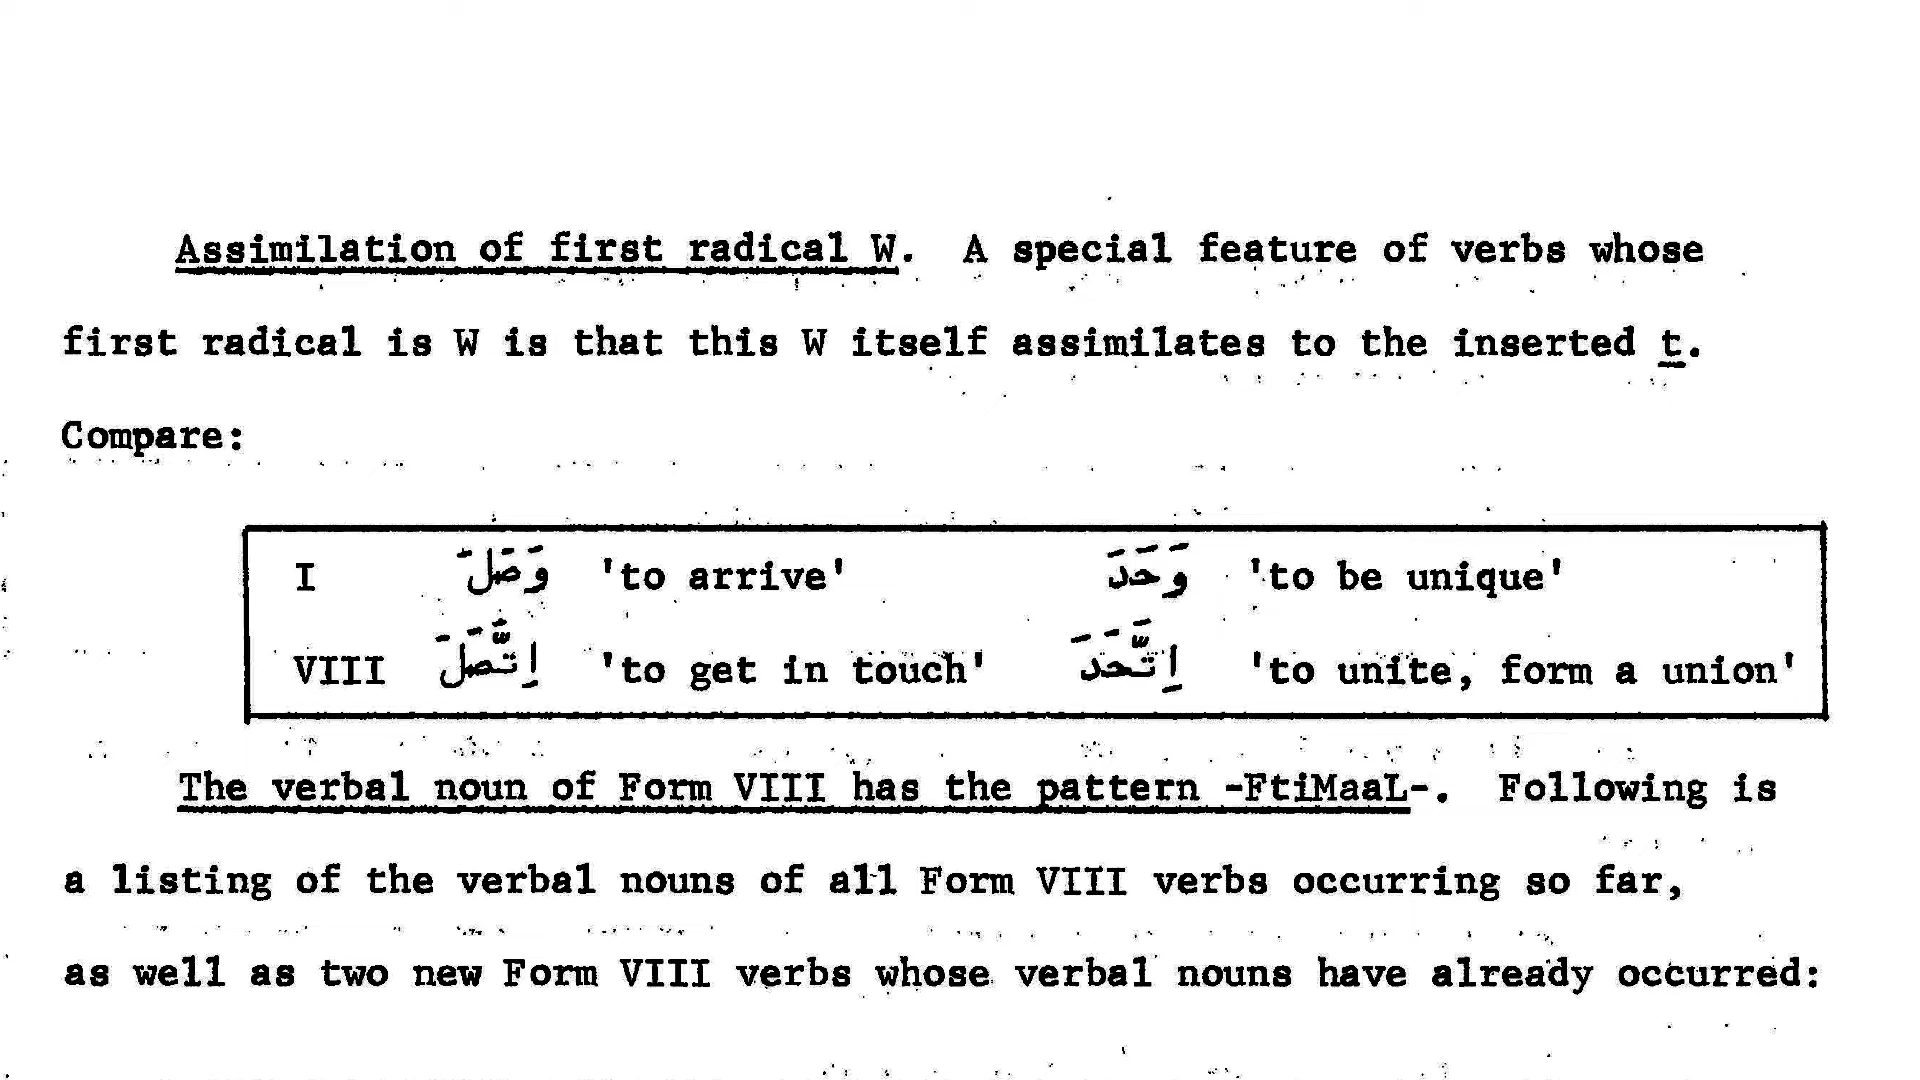 Assimilation of first radical W. A special feature of verbs whose
first radical is W is that this W itself assimilates to the inserted t.
Compare:
I وَصَلَ 'to arrive' وَحَدَ 'to be unique'
VIII اِتَّصَلَ 'to get in touch' اِتَّحَدَ 'to unite, form a union'
The verbal noun of Form VIII has the pattern -FtiMaaL-. Following is
a listing of the verbal nouns of all Form VIII verbs occurring so far,
as well as two new Form VIII verbs whose verbal nouns have already occurred: